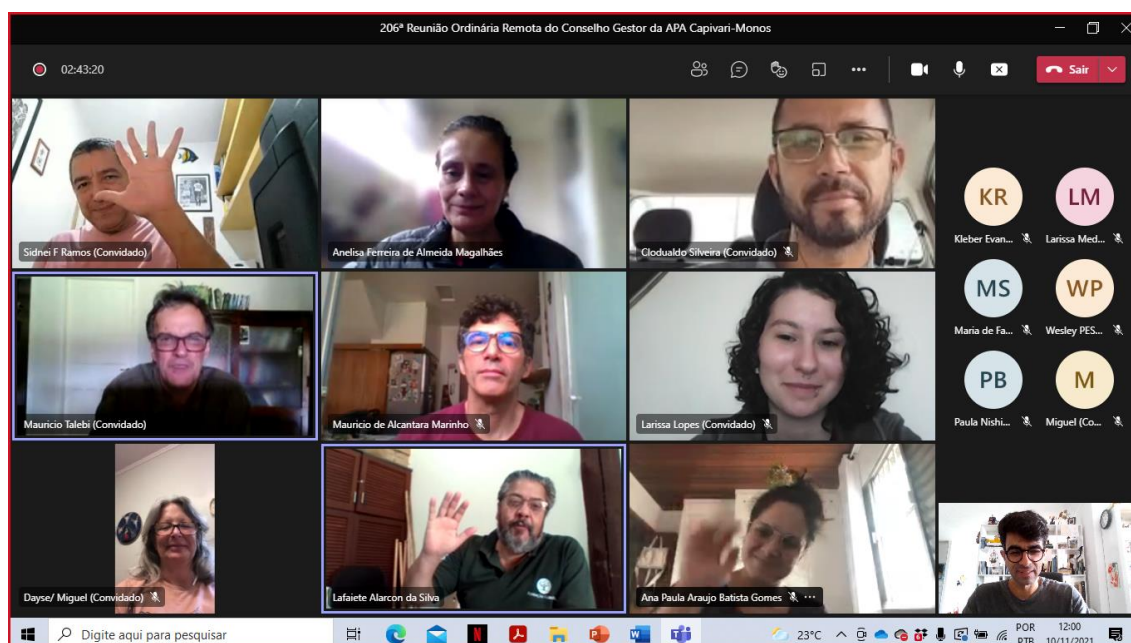 206ª Reunião Ordinária Remota do Conselho Gestor da APA Capivari-Monos
02:43:20
Sair
Sidnei F Ramos (Convidado)
Anelisa Ferreira de Almeida Magalhães
Clodualdo Silveira (Convidado)
KR
LM
Kleber Evan...
Larissa Med...
Mauricio Talebi (Convidado)
Mauricio de Alcantara Marinho
Larissa Lopes (Convidado)
MS
WP
Maria de Fa...
Wesley PES...
PB
M
Paula Nishi...
Miguel (Co...
Dayse/ Miguel (Convidado)
Lafaiete Alarcon da Silva
Ana Paula Araujo Batista Gomes
Digite aqui para pesquisar
23°C
POR
PTB
12:00
10/11/2021